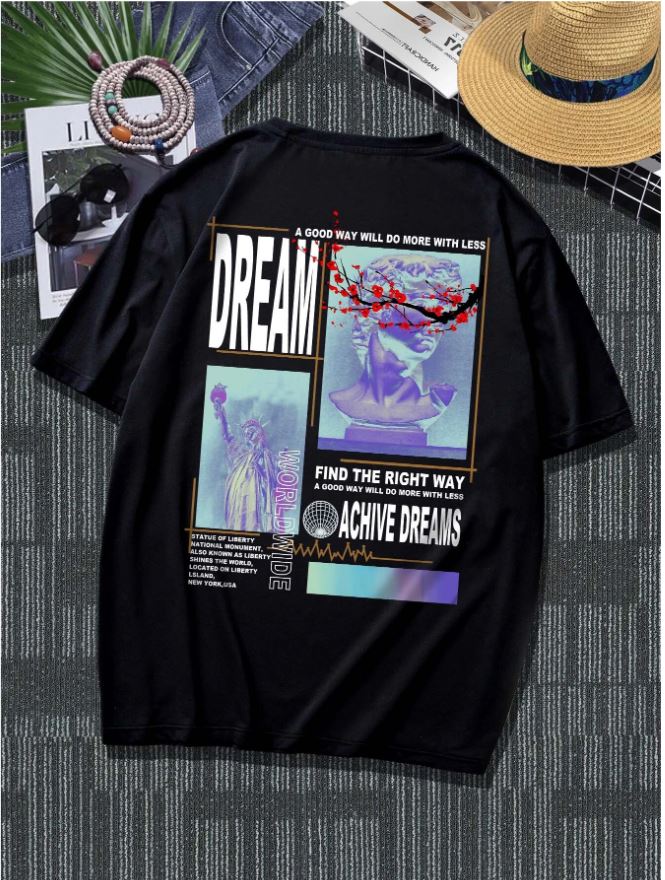 A GOOD WAY WILL DO MORE WITH LESS
DREAM
WORLDWIDE
FIND THE RIGHT WAY
A GOOD WAY WILL DO MORE WITH LESS
ACHIVE DREAMS
STATUE OF LIBERTY
NATIONAL MONUMENT,
ALSO KNOWN AS LIBERTY
SHINES THE WORLD,
LOCATED ON LIBERTY
LSLAND,
NEW YORK,USA